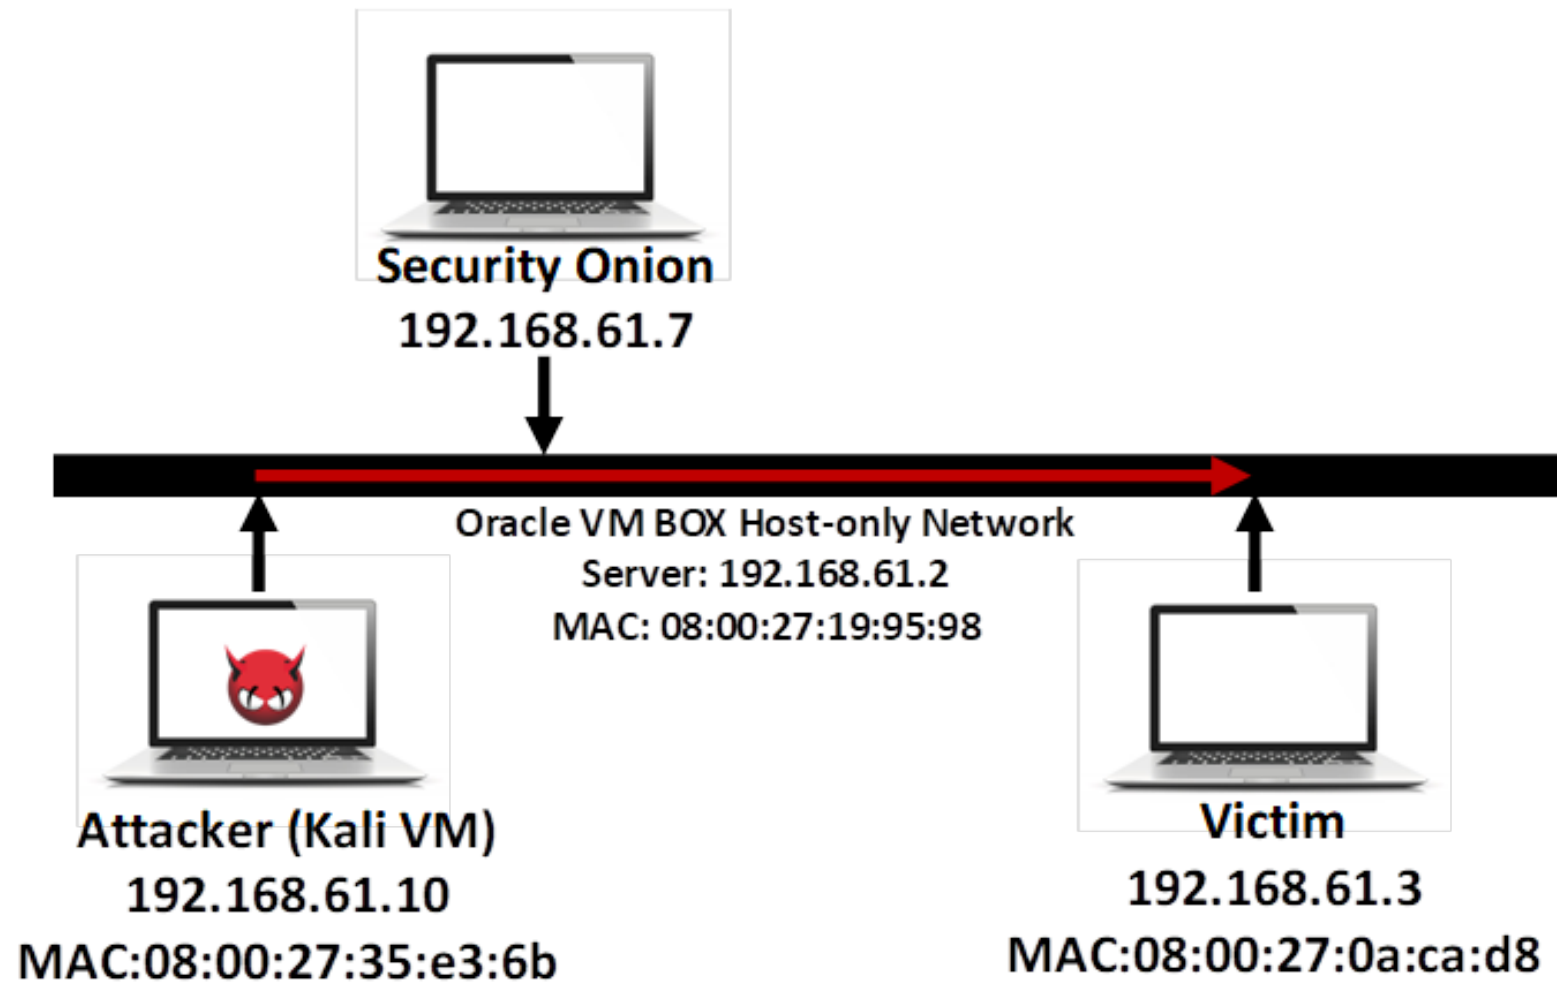 Security Onion
192.168.61.7
Oracle VM BOX Host-only Network
Server: 192.168.61.2
MAC: 08:00:27:19:95:98
Attacker (Kali VM)
192.168.61.10
MAC:08:00:27:35:e3:6b
Victim
192.168.61.3
MAC:08:00:27:0a:ca:d8